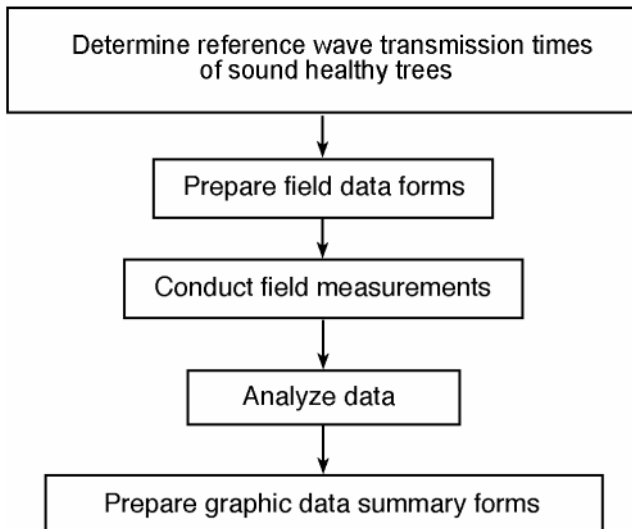 Determine reference wave transmission times
of sound healthy trees
Prepare field data forms
Conduct field measurements
Analyze data
Prepare graphic data summary forms